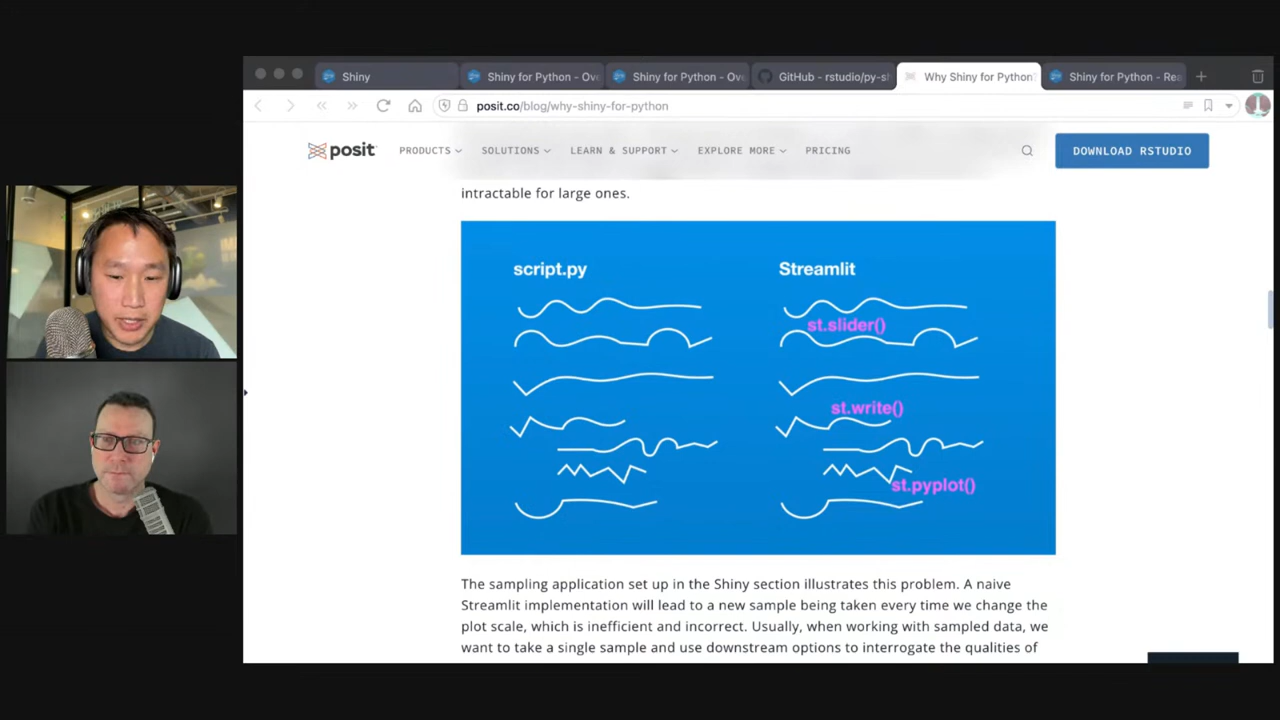 Shiny
Shiny for Python - Ove
Shiny for Python - Ove
GitHub - rstudio/py-sh
Why Shiny for Python
Shiny for Python - Rea
posit.co/blog/why-shiny-for-python
posit
PRODUCTS
SOLUTIONS
LEARN & SUPPORT
EXPLORE MORE
PRICING
DOWNLOAD RSTUDIO
intractable for large ones.
script.py
Streamlit
st.slider()
st.write()
st.pyplot()
The sampling application set up in the Shiny section illustrates this problem. A naive
Streamlit implementation will lead to a new sample being taken every time we change the
plot scale, which is inefficient and incorrect. Usually, when working with sampled data, we
want to take a single sample and use downstream options to interrogate the qualities of